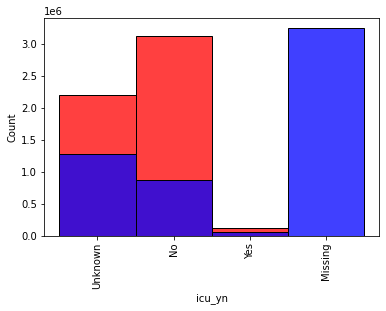 1e6
3.0
2.5
2.0
1.5
1.0
0.5
0.0
Count
Unknown
No
Yes
Missing
icu_yn